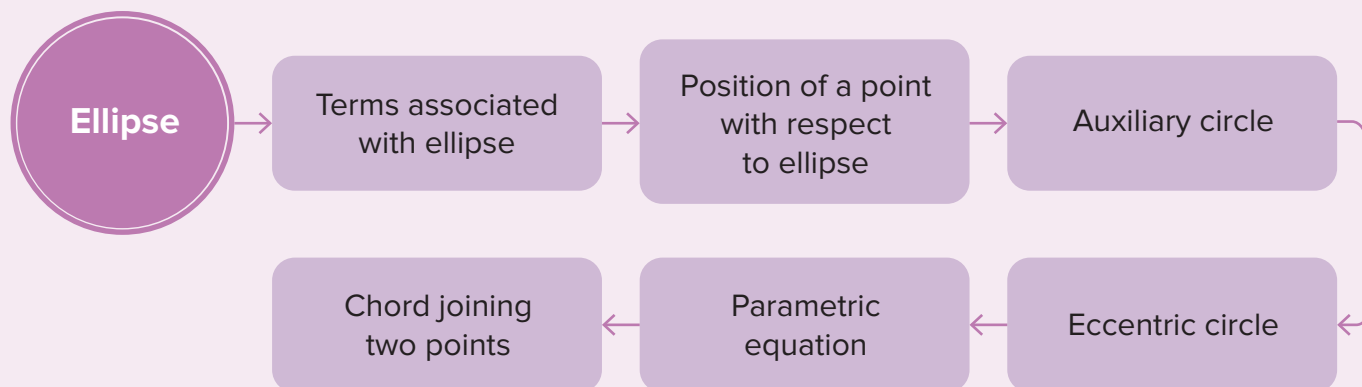 Ellipse
Terms associated
with ellipse
Position of a point
with respect
to ellipse
Auxiliary circle
Eccentric circle
Parametric
equation
Chord joining
two points